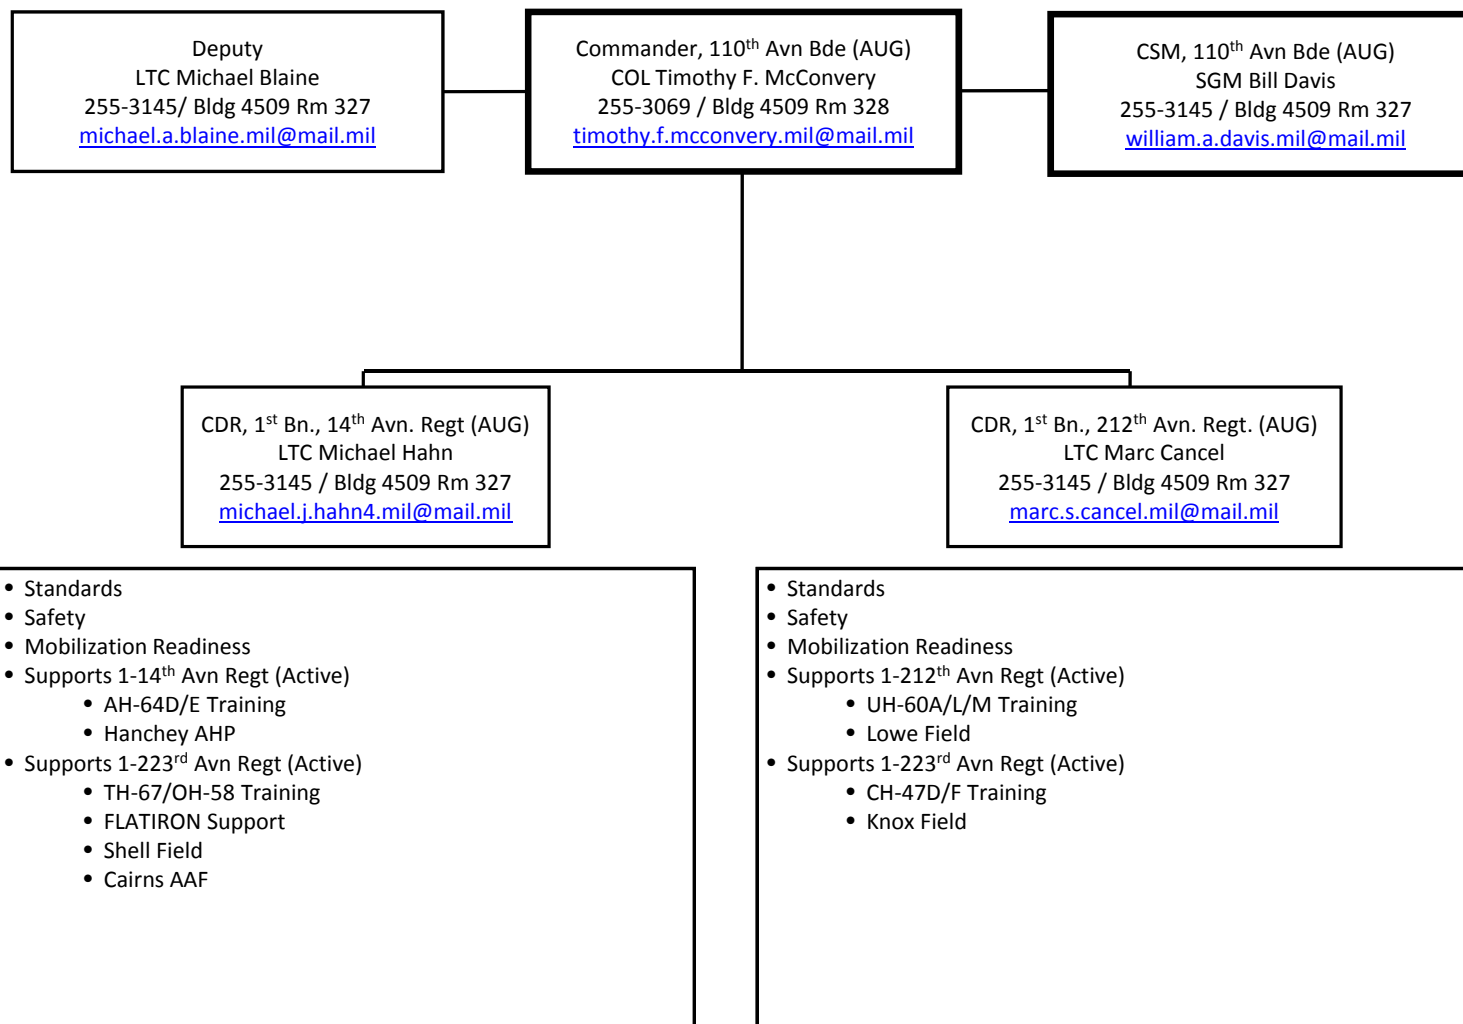 Deputy
LTC Michael Blaine
255-3145/ Bldg 4509 Rm 327
michael.a.blaine.mil@mail.mil
Commander, 110th Avn Bde (AUG)
COL Timothy F. McConvery
255-3069 / Bldg 4509 Rm 328
timothy.f.mcconvery.mil@mail.mil
CSM, 110th Avn Bde (AUG)
SGM Bill Davis
255-3145 / Bldg 4509 Rm 327
william.a.davis.mil@mail.mil
CDR, 1st Bn., 14th Avn. Regt (AUG)
LTC Michael Hahn
255-3145 / Bldg 4509 Rm 327
michael.j.hahn4.mil@mail.mil
CDR, 1st Bn., 212th Avn. Regt. (AUG)
LTC Marc Cancel
255-3145 / Bldg 4509 Rm 327
marc.s.cancel.mil@mail.mil
• Standards
• Safety
• Mobilization Readiness
• Supports 1-14th Avn Regt (Active)
• AH-64D/E Training
• Hanchey AHP
• Supports 1-223rd Avn Regt (Active)
• TH-67/OH-58 Training
• FLATIRON Support
• Shell Field
• Cairns AAF
• Standards
• Safety
• Mobilization Readiness
• Supports 1-212th Avn Regt (Active)
• UH-60A/L/M Training
• Lowe Field
• Supports 1-223rd Avn Regt (Active)
• CH-47D/F Training
• Knox Field